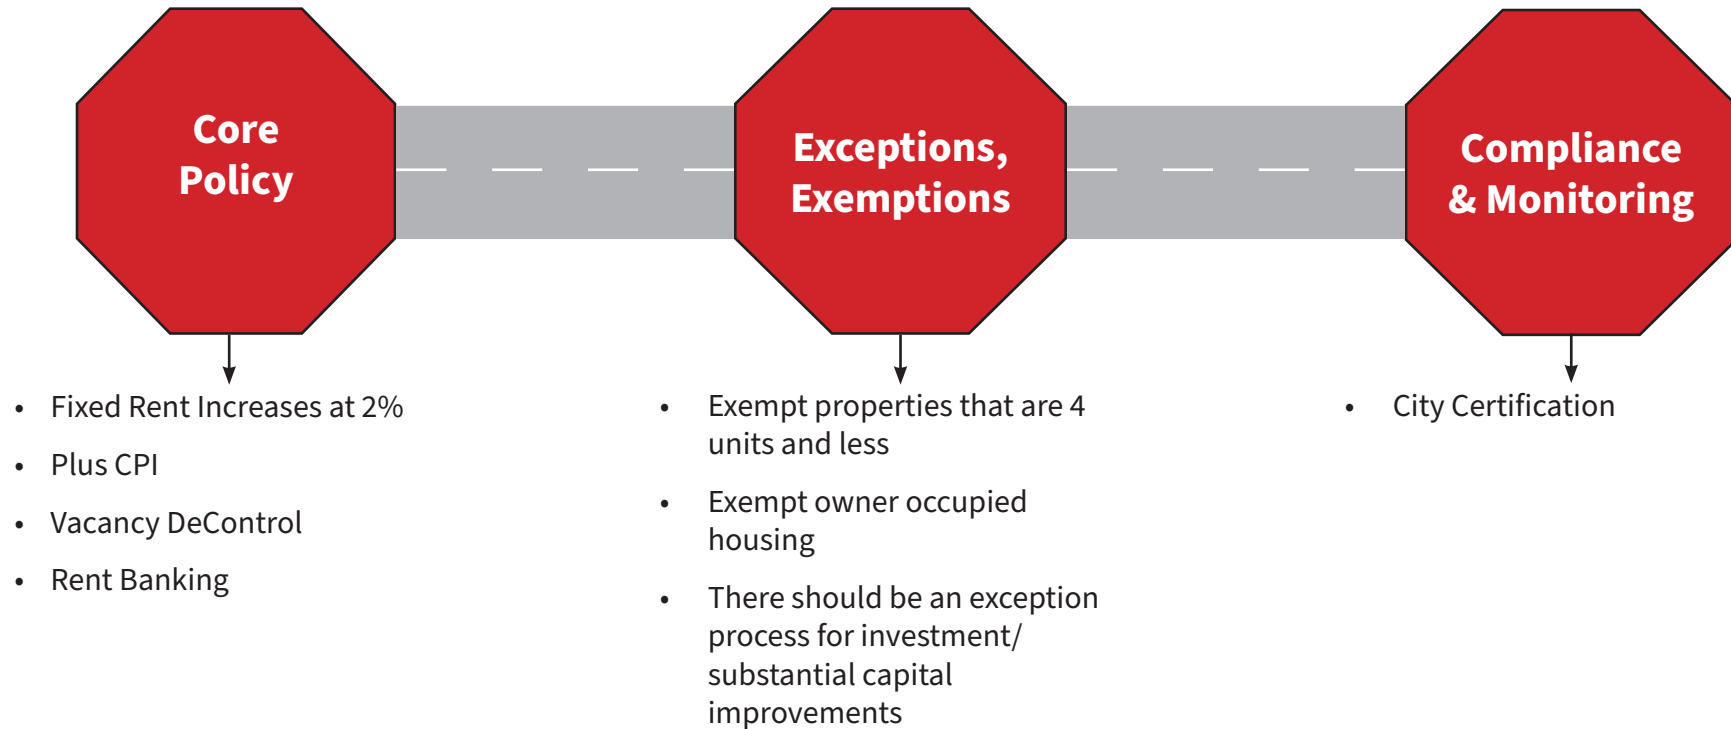 Core
Policy
Exceptions,
Exemptions
Compliance
& Monitoring
• Fixed Rent Increases at 2%
• Plus CPI
• Vacancy DeControl
• Rent Banking
• Exempt properties that are 4
units and less
• Exempt owner occupied
housing
• There should be an exception
process for investment/
substantial capital
improvements
• City Certification